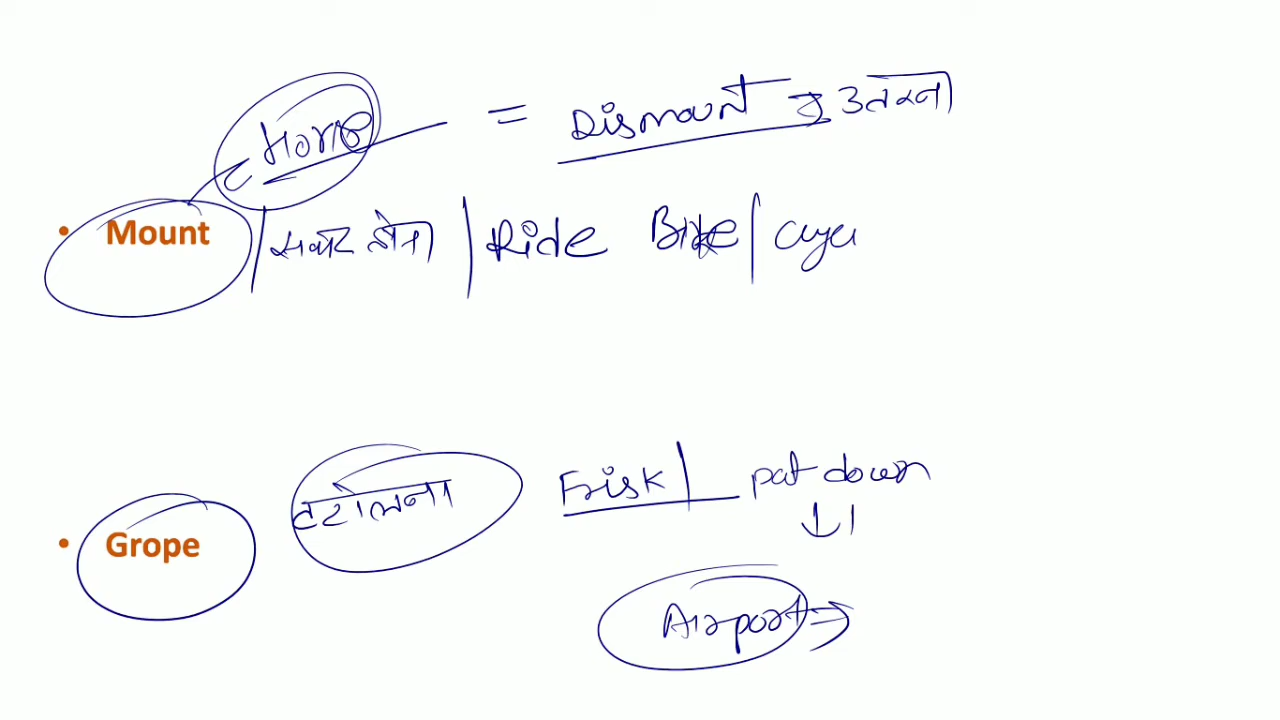 Horse = Dismount → उतरना
• Mount | सवार होना | Ride Bike |
टटोलना Frisk | pat down
• Grope
Airport →